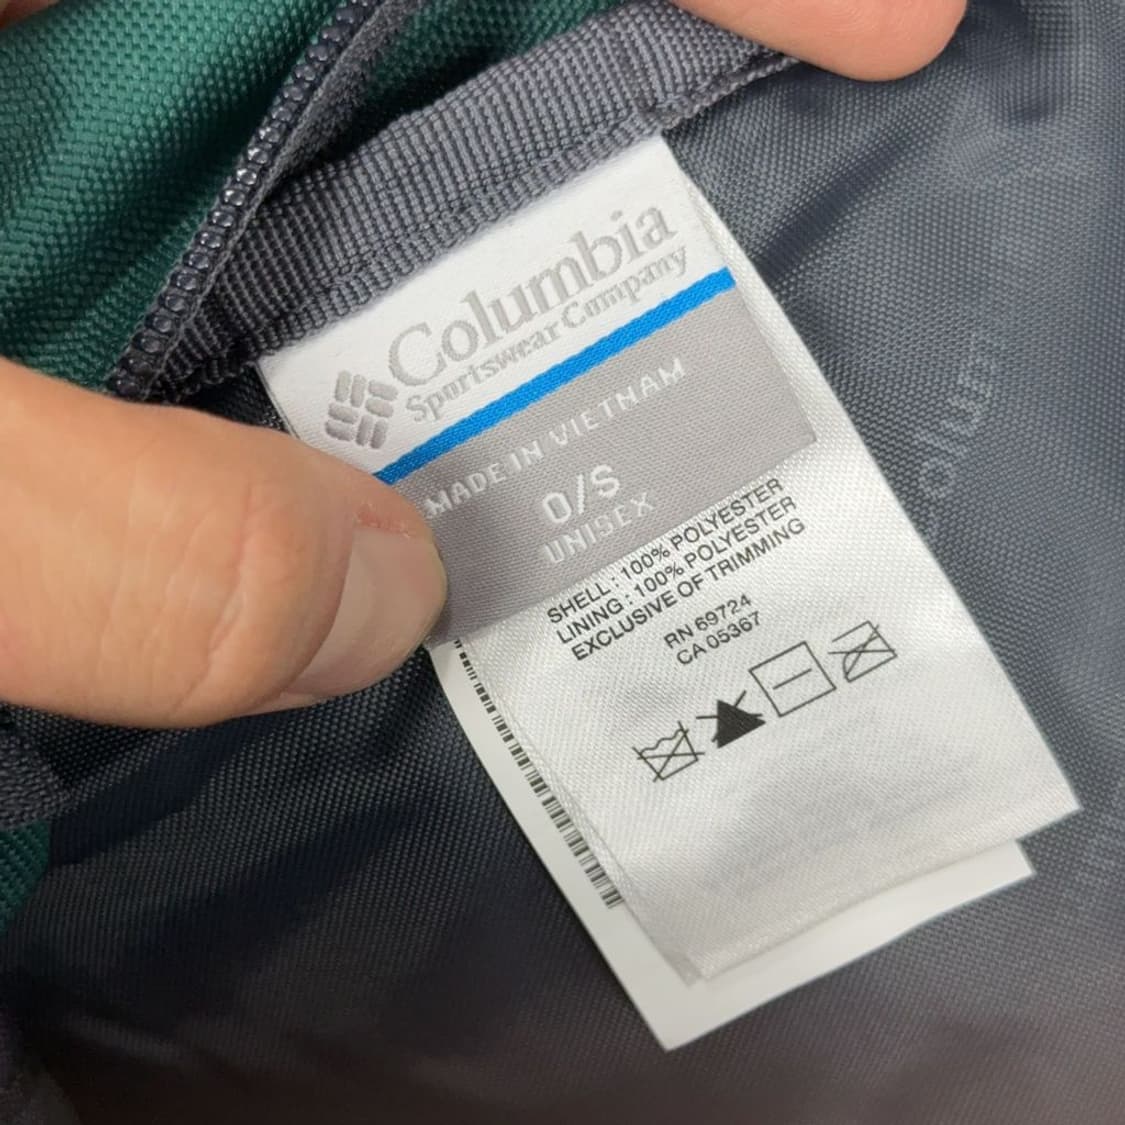 Columbia
Sportswear Company
MADE IN VIETNAM
O/S
UNISEX
SHELL : 100% POLYESTER
LINING : 100% POLYESTER
EXCLUSIVE OF TRIMMING
RN 69724
CA 05367